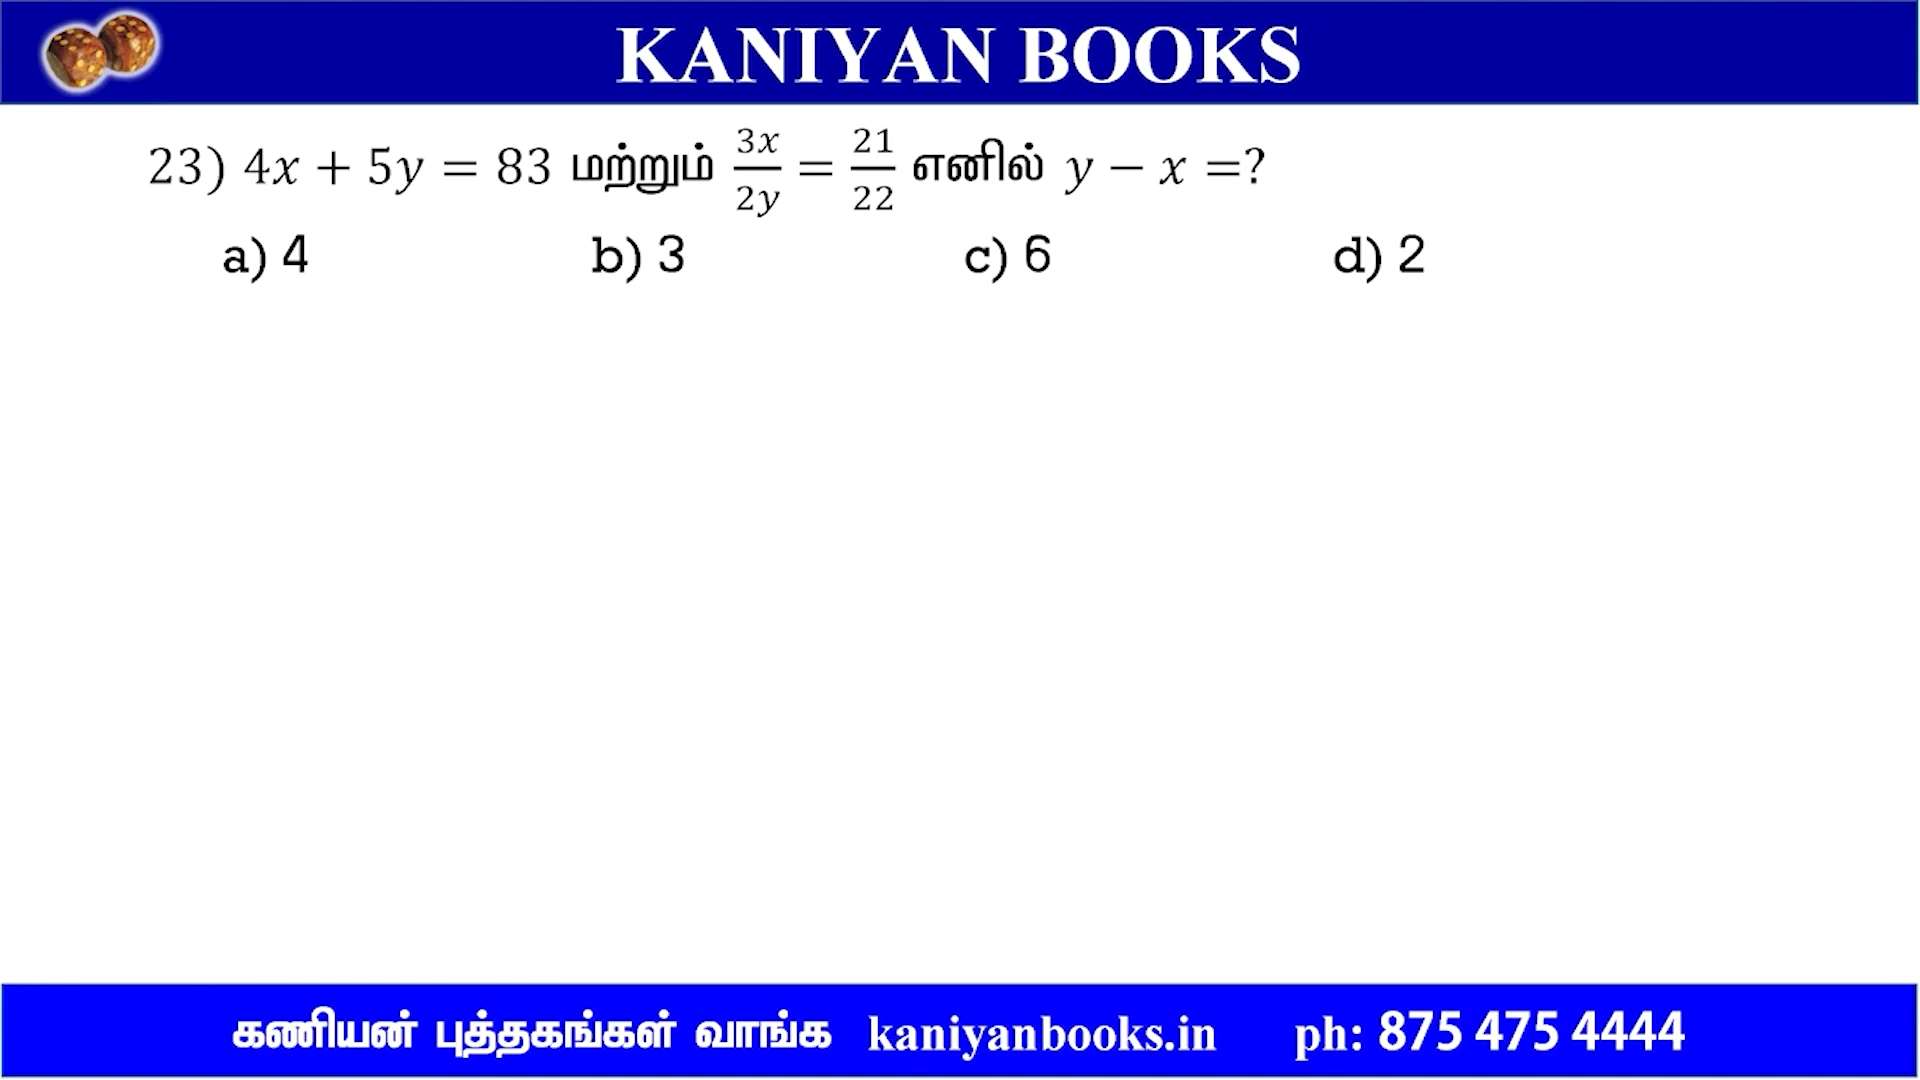 KANIYAN BOOKS
23) 4x + 5y = 83 மற்றும் 3x/2y = 21/22 எனில் y − x =?
a) 4 b) 3 c) 6 d) 2
கணியன் புத்தகங்கள் வாங்க kaniyanbooks.in ph: 875 475 4444